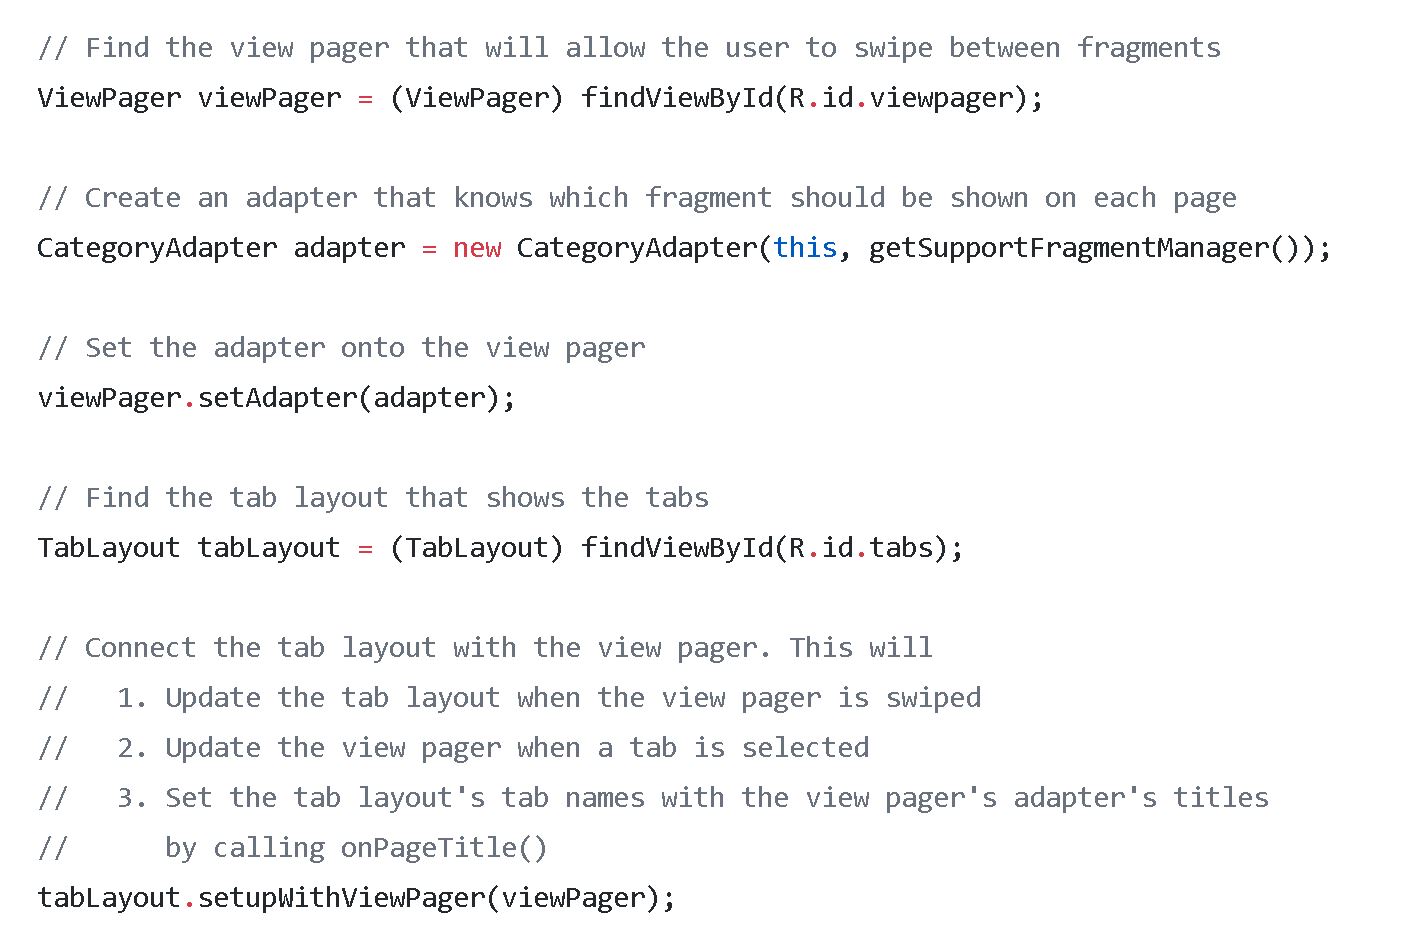 // Find the view pager that will allow the user to swipe between fragments
ViewPager viewPager = (ViewPager) findViewById(R.id.viewpager);
// Create an adapter that knows which fragment should be shown on each page
CategoryAdapter adapter = new CategoryAdapter(this, getSupportFragmentManager());
// Set the adapter onto the view pager
viewPager.setAdapter(adapter);
// Find the tab layout that shows the tabs
TabLayout tabLayout = (TabLayout) findViewById(R.id.tabs);
// Connect the tab layout with the view pager. This will
//   1. Update the tab layout when the view pager is swiped
//   2. Update the view pager when a tab is selected
//   3. Set the tab layout's tab names with the view pager's adapter's titles
//      by calling onPageTitle()
tabLayout.setupWithViewPager(viewPager);